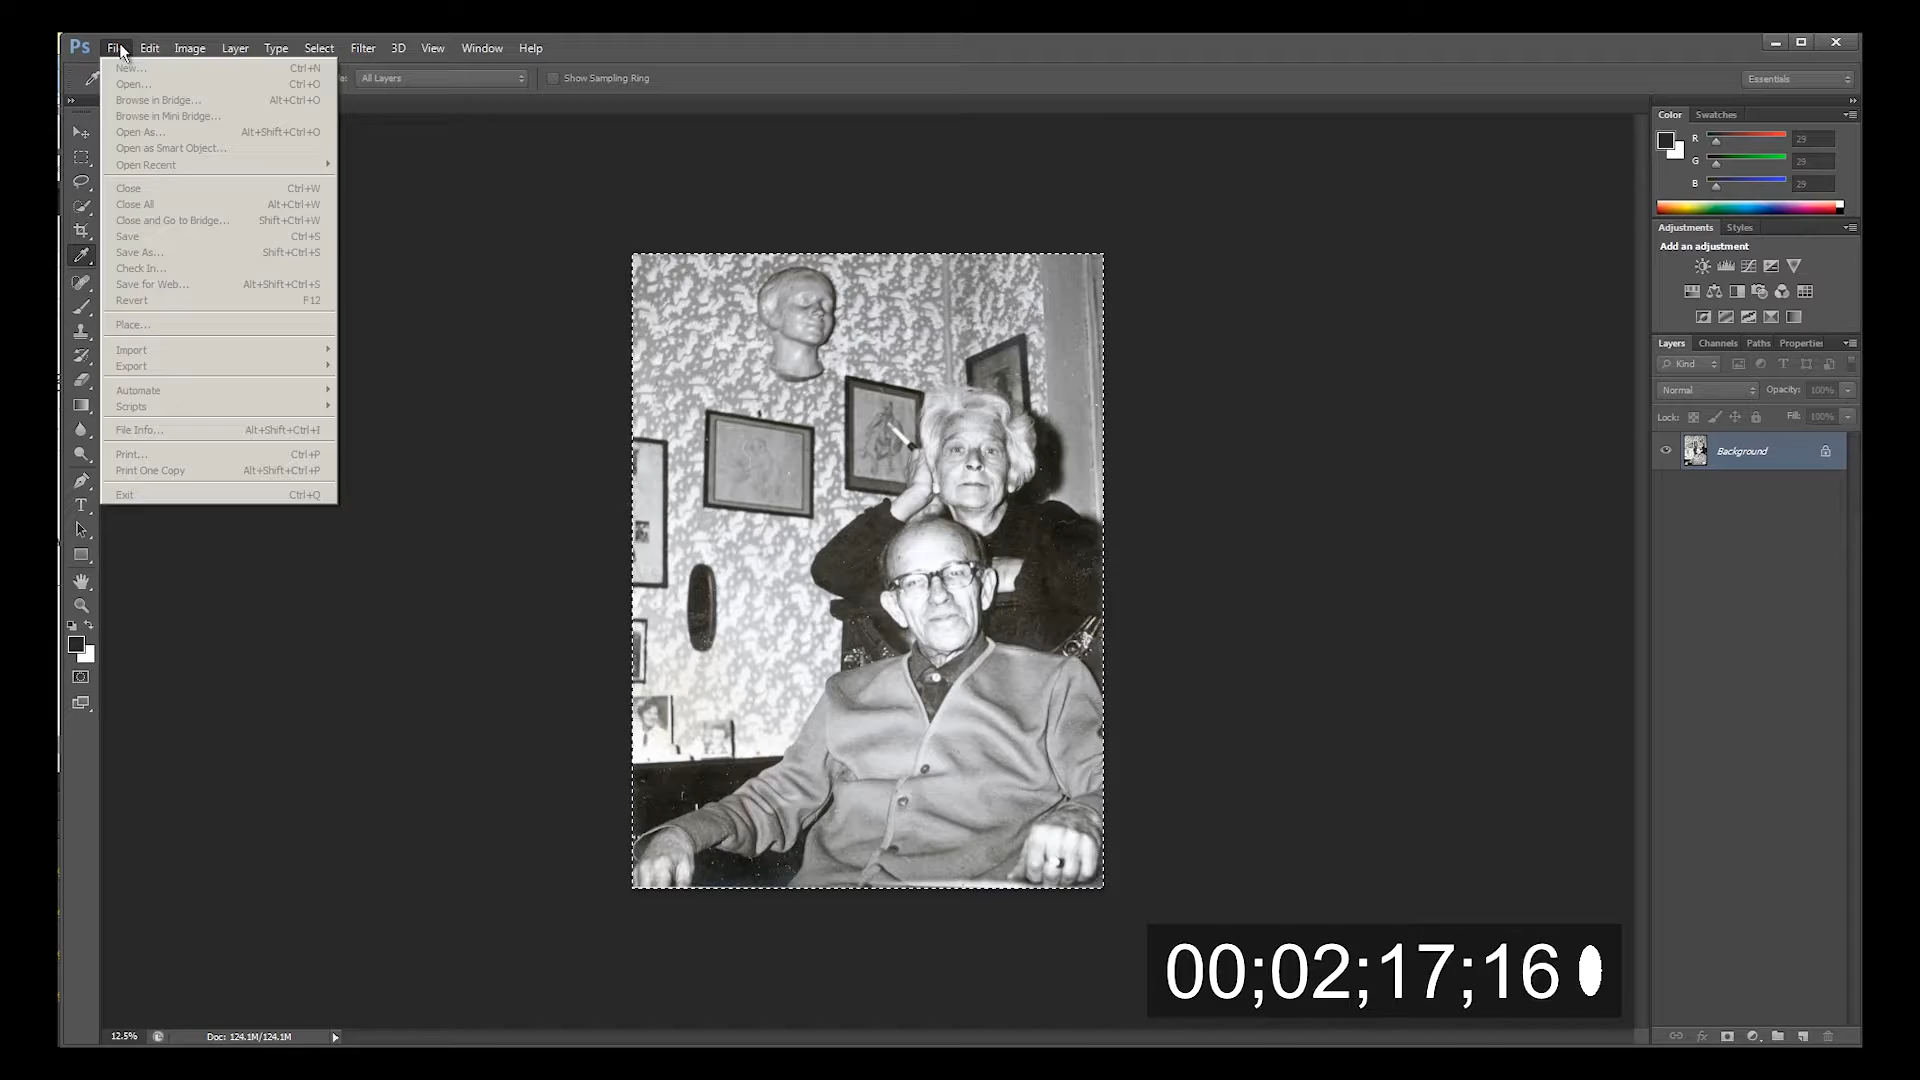 Ps File Edit Image Layer Type Select Filter 3D View Window Help
All Layers Show Sampling Ring Essentials
New... Ctrl+N
Open... Ctrl+O
Browse in Bridge... Alt+Ctrl+O
Browse in Mini Bridge...
Open As... Alt+Shift+Ctrl+O
Open as Smart Object...
Open Recent
Close Ctrl+W
Close All Alt+Ctrl+W
Close and Go to Bridge... Shift+Ctrl+W
Save Ctrl+S
Save As... Shift+Ctrl+S
Check In...
Save for Web... Alt+Shift+Ctrl+S
Revert F12
Place...
Import
Export
Automate
Scripts
File Info... Alt+Shift+Ctrl+I
Print... Ctrl+P
Print One Copy Alt+Shift+Ctrl+P
Exit Ctrl+Q
Color Swatches
R 29
G 29
B 29
Adjustments Styles
Add an adjustment
Layers Channels Paths Properties
Kind
Normal Opacity: 100%
Lock: Fill: 100%
Background
00;02;17;16
12.5% Doc: 124.1M/124.1M